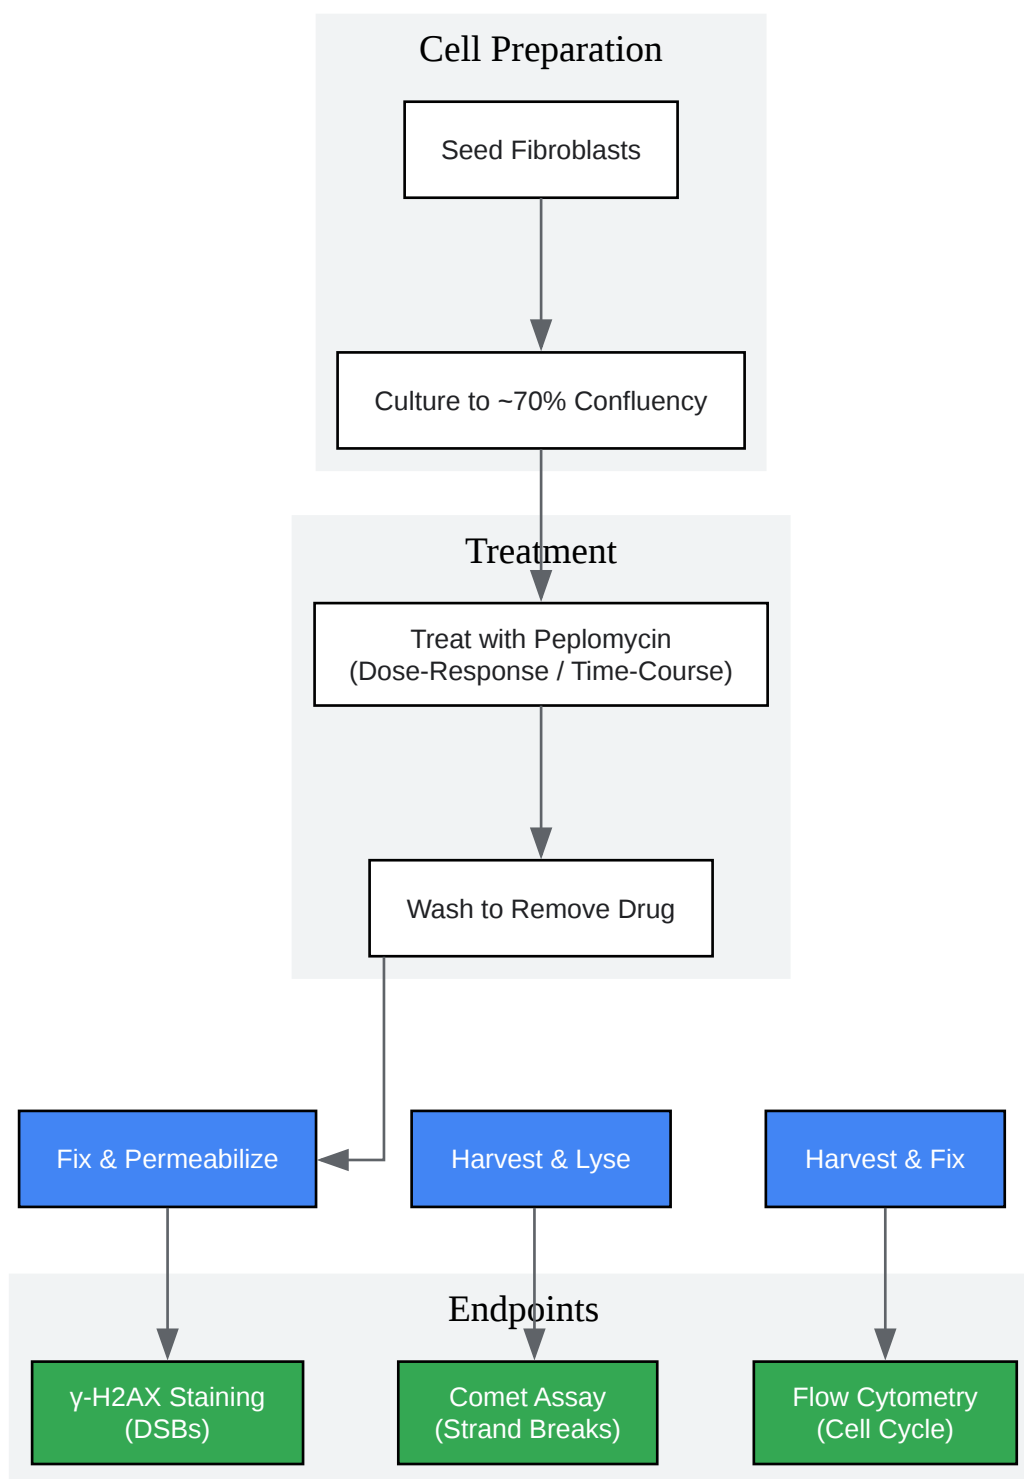 Cell Preparation
Seed Fibroblasts
Culture to ~70% Confluency
Treatment
Treat with Peplomycin
(Dose-Response / Time-Course)
Wash to Remove Drug
Fix & Permeabilize
Harvest & Lyse
Harvest & Fix
Endpoints
γ-H2AX Staining
(DSBs)
Comet Assay
(Strand Breaks)
Flow Cytometry
(Cell Cycle)